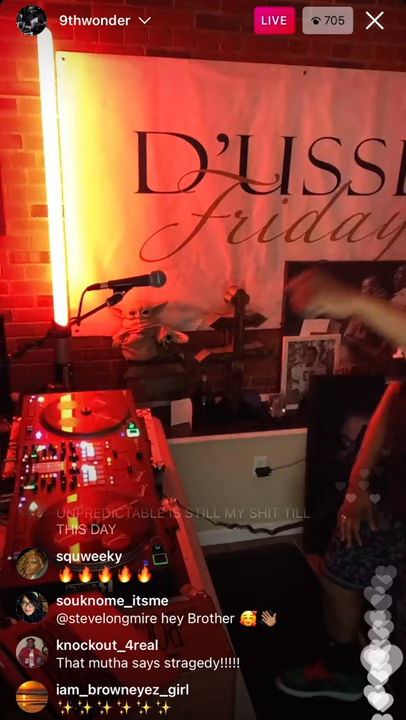 9thwonder
LIVE
705
D'USSE
Friday
UNPREDICTABLE IS STILL MY SHIT TILL
THIS DAY
squweeky
🔥🔥🔥🔥🔥
souknome_itsme
@stevelongmire hey Brother 🥰👋🏽
knockout_4real
That mutha says stragedy!!!!!
iam_browneyez_girl
✨✨✨✨✨✨